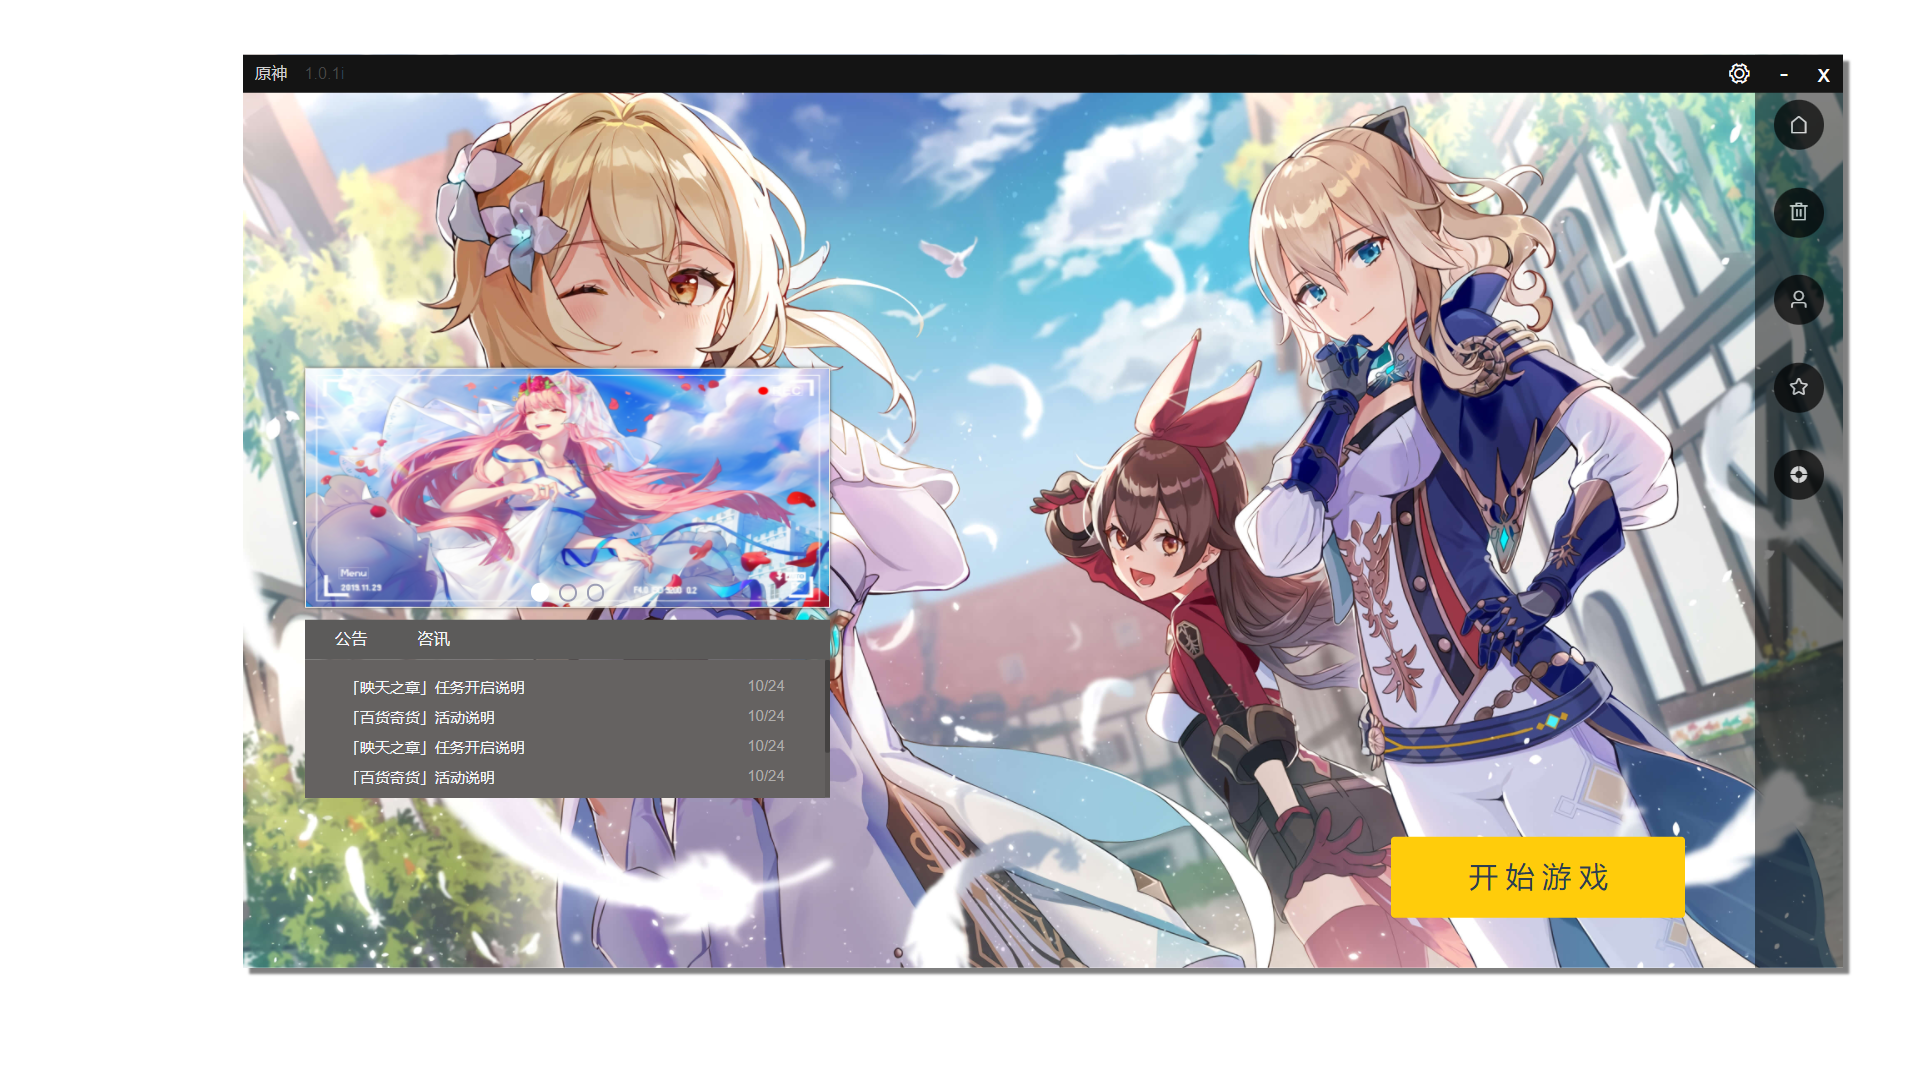 原神 1.0.1i
- X
Menu
2019.11.29
公告 咨讯
「映天之章」任务开启说明 10/24
「百货奇货」活动说明 10/24
「映天之章」任务开启说明 10/24
「百货奇货」活动说明 10/24
开始游戏